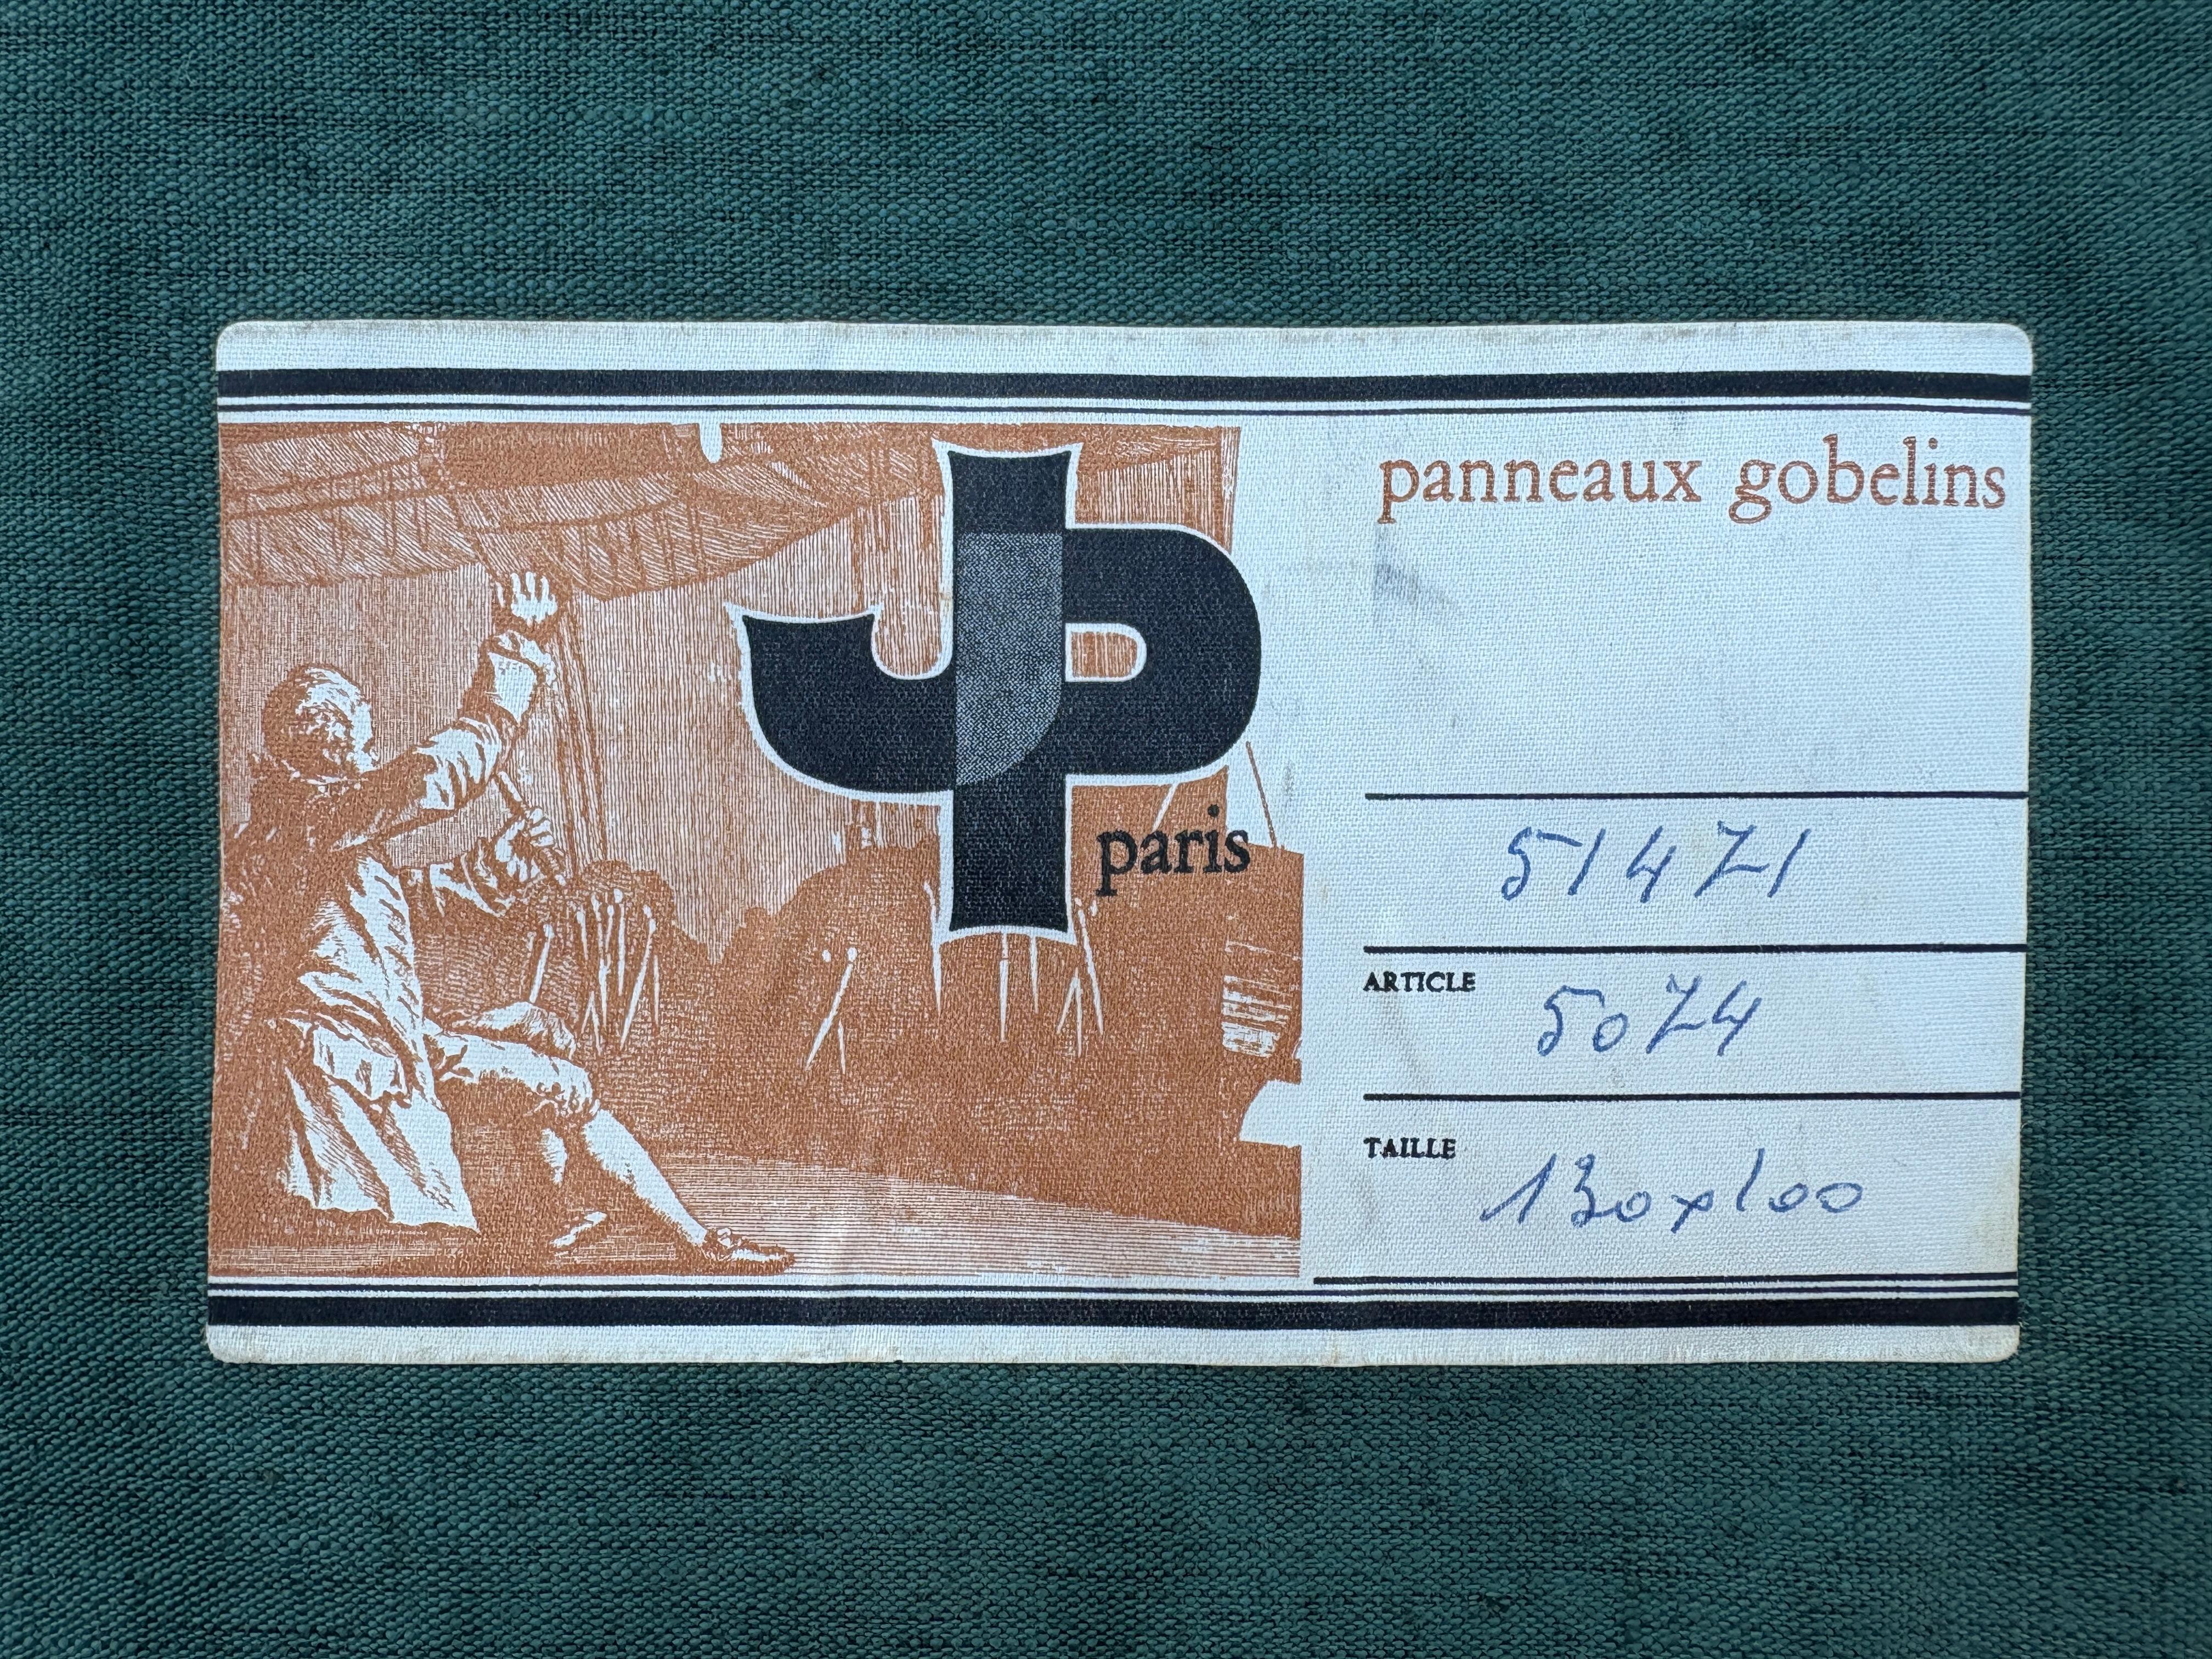 panneaux gobelins
JP
paris
51471
ARTICLE
5074
TAILLE
130x100